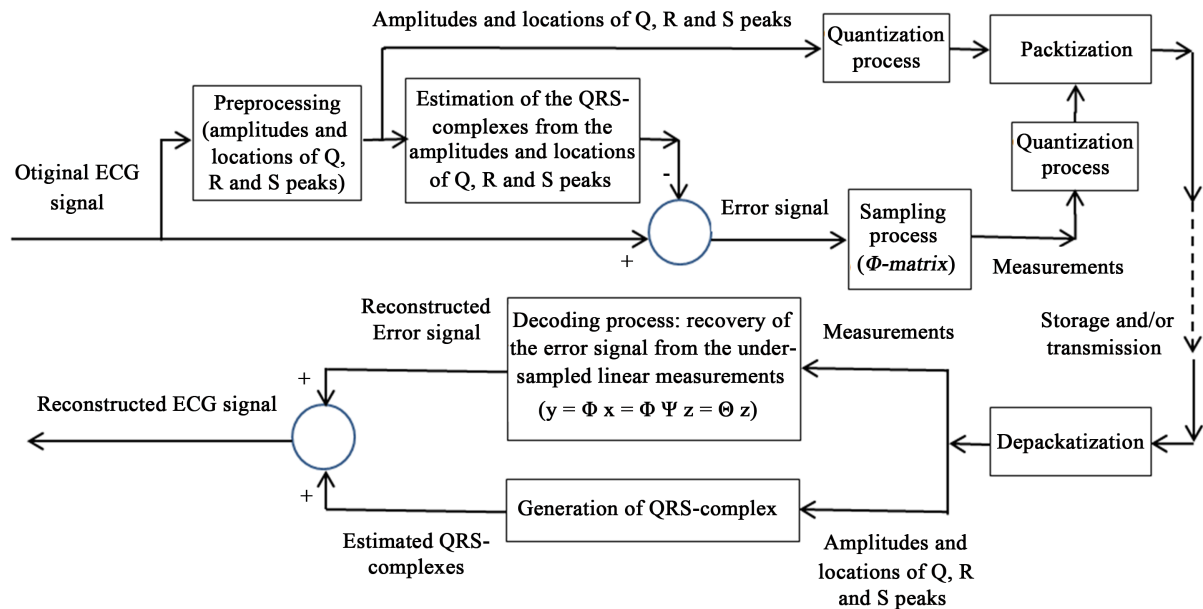 Amplitudes and locations of Q, R and S peaks
Quantization
process
Packtization
Preprocessing
(amplitudes and
locations of Q,
R and S peaks)
Estimation of the QRS-
complexes from the
amplitudes and locations
of Q, R and S peaks
Quantization
process
Otiginal ECG
signal
-
+
Error signal
Sampling
process
(Φ-matrix)
Measurements
Storage and/or
transmission
Reconstructed
Error signal
Decoding process: recovery of
the error signal from the under-
sampled linear measurements
(y = Φ x = Φ Ψ z = Θ z)
Measurements
+
Reconstructed ECG signal
Depackatization
+
Generation of QRS-complex
Estimated QRS-
complexes
Amplitudes and
locations of Q, R
and S peaks